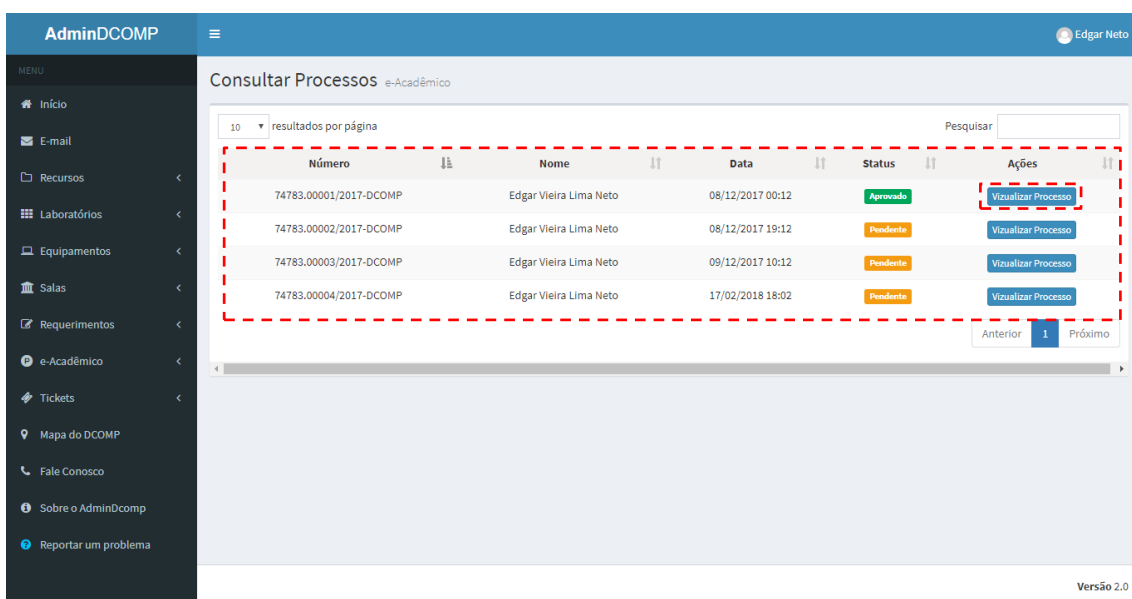 AdminDCOMP
Edgar Neto
MENU
Início
E-mail
Recursos
Laboratórios
Equipamentos
Salas
Requerimentos
e-Acadêmico
Tickets
Mapa do DCOMP
Fale Conosco
Sobre o AdminDcomp
Reportar um problema
Consultar Processos e-Acadêmico
10 resultados por página Pesquisar
Número Nome Data Status Ações
74783.00001/2017-DCOMP Edgar Vieira Lima Neto 08/12/2017 00:12 Aprovado Vizualizar Processo
74783.00002/2017-DCOMP Edgar Vieira Lima Neto 08/12/2017 19:12 Pendente Vizualizar Processo
74783.00003/2017-DCOMP Edgar Vieira Lima Neto 09/12/2017 10:12 Pendente Vizualizar Processo
74783.00004/2017-DCOMP Edgar Vieira Lima Neto 17/02/2018 18:02 Pendente Vizualizar Processo
Anterior 1 Próximo
Versão 2.0